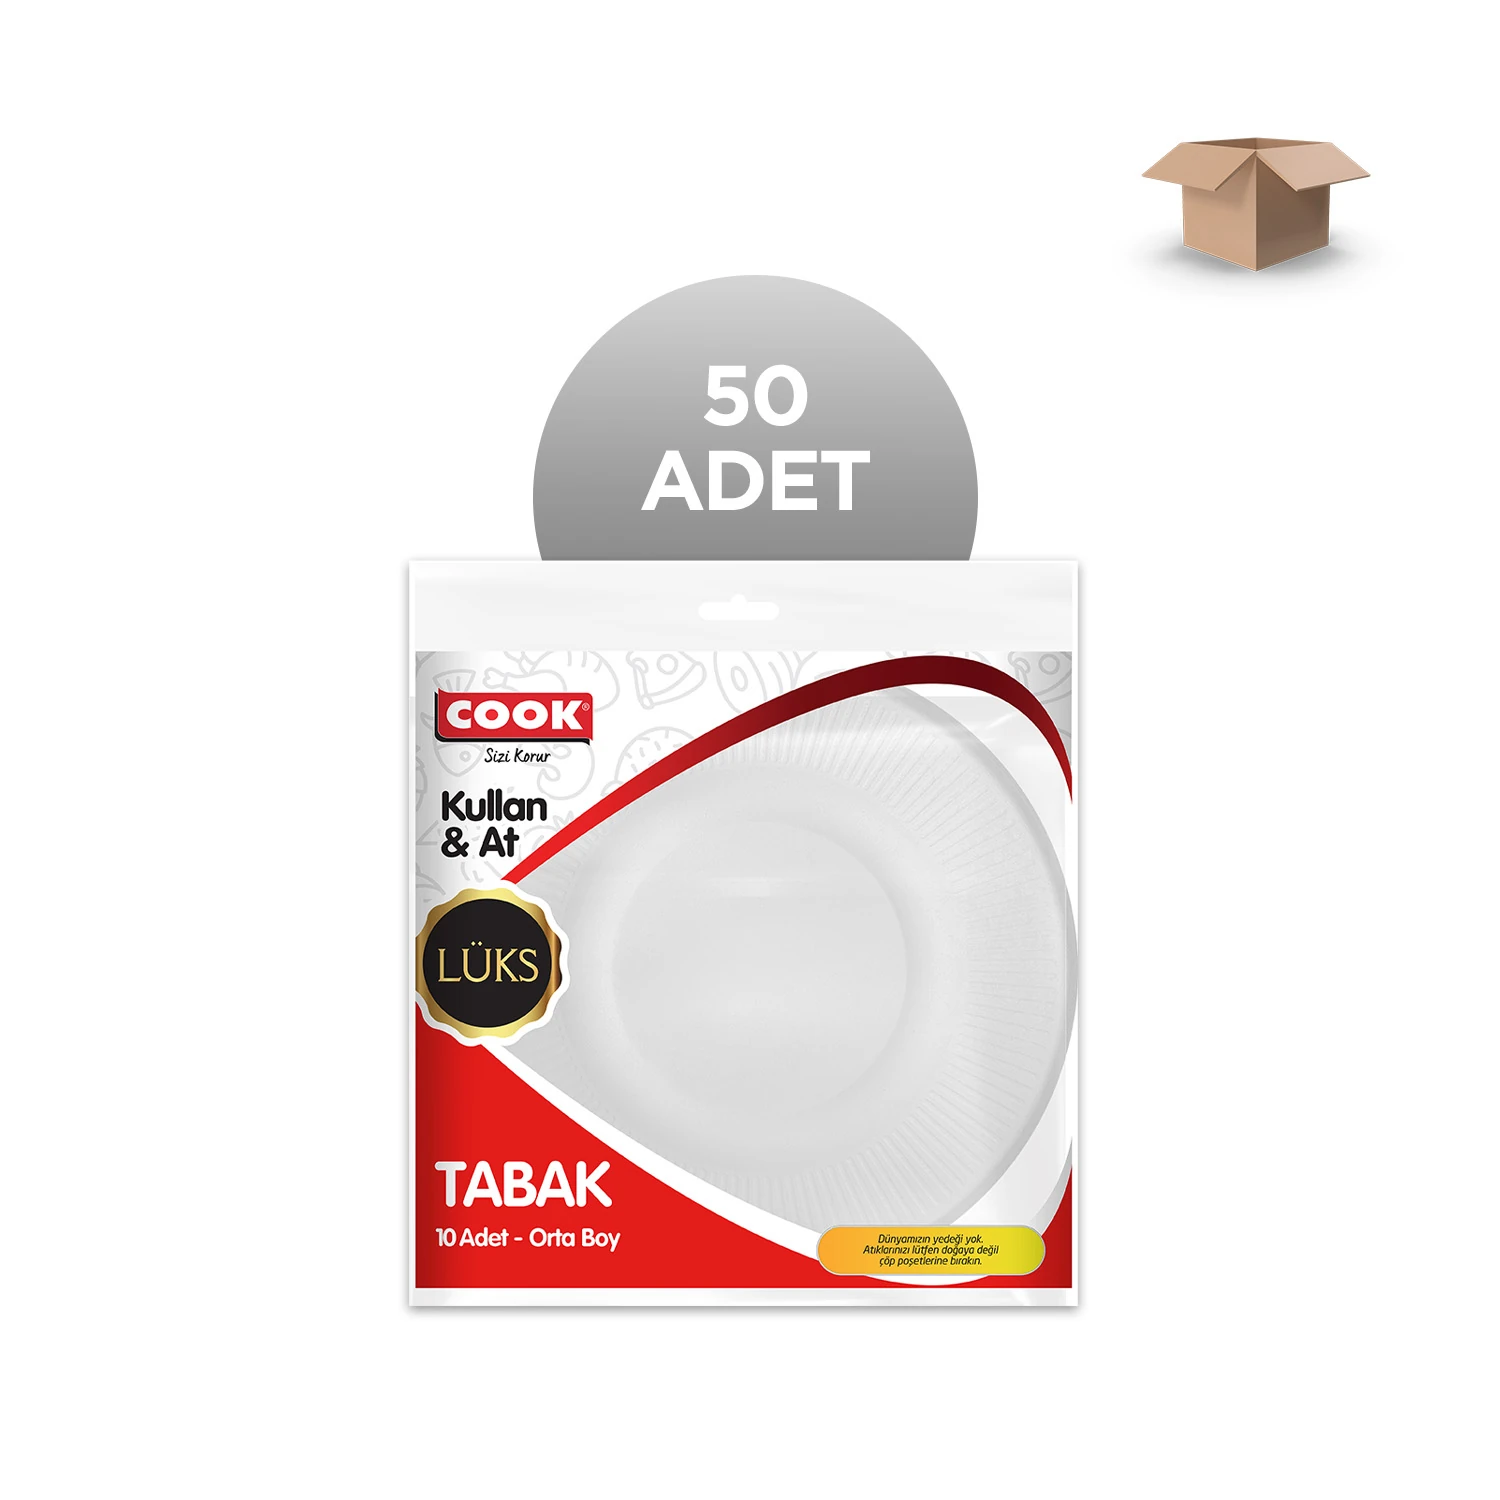 50
ADET
COOK®
Sizi Korur
Kullan
& At
LÜKS
TABAK
10 Adet - Orta Boy
Dünyamızın yedeği yok.
Atıklarınızı lütfen doğaya değil
çöp poşetlerine bırakın.